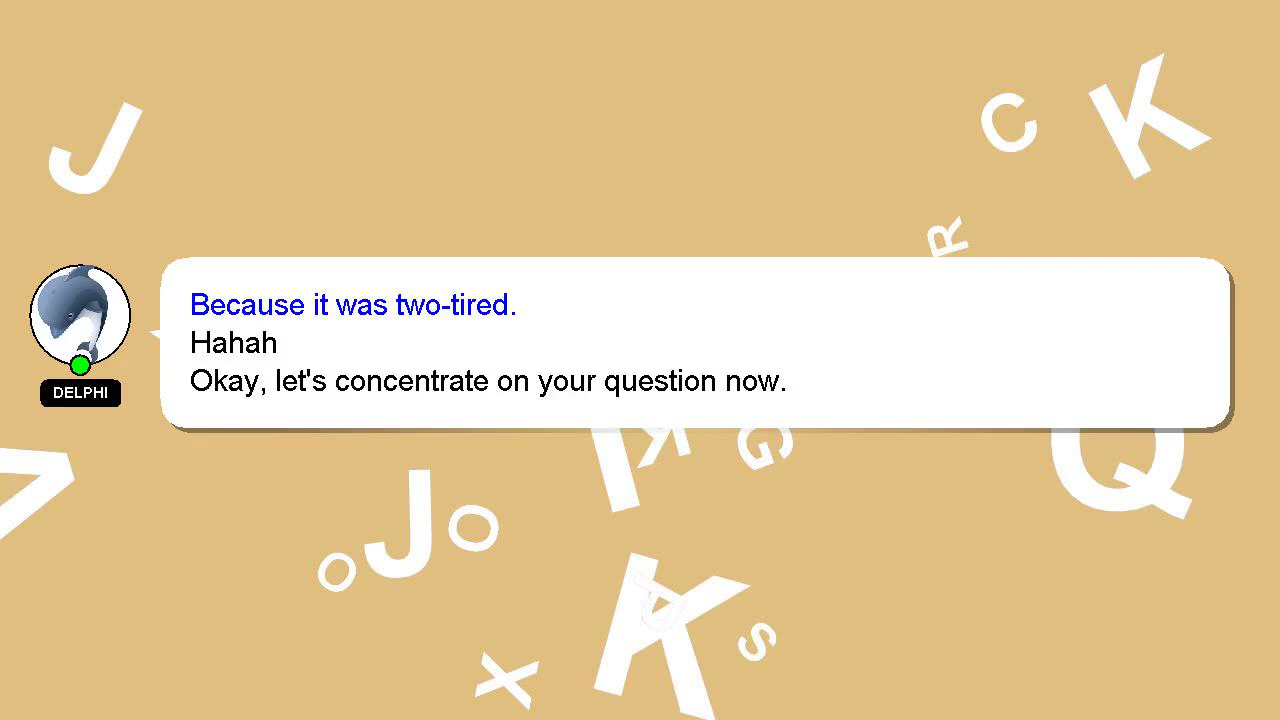 J
C
K
R
Because it was two-tired.
Hahah
Okay, let's concentrate on your question now.
DELPHI
I
K
G
Q
J
O
O
K
S
X